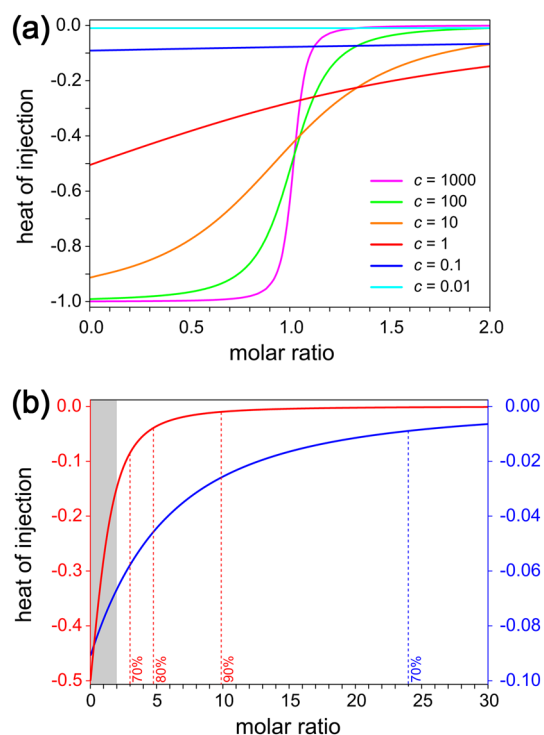 (a)
heat of injection
0.0
-0.2
-0.4
-0.6
-0.8
-1.0
c = 1000
c = 100
c = 10
c = 1
c = 0.1
c = 0.01
0.0 0.5 1.0 1.5 2.0
molar ratio
(b)
heat of injection
0.0
-0.1
-0.2
-0.3
-0.4
-0.5
0.00
-0.02
-0.04
-0.06
-0.08
-0.10
70%
80%
90%
70%
0 5 10 15 20 25 30
molar ratio